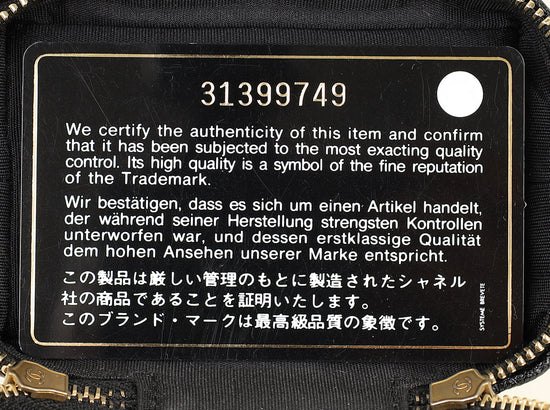 31399749
We certify the authenticity of this item and confirm
that it has been subjected to the most exacting quality
control. Its high quality is a symbol of the fine reputation
of the Trademark.
Wir bestätigen, dass es sich um einen Artikel handelt,
der während seiner Herstellung strengsten Kontrollen
unterworfen war, und dessen erstklassige Qualität
dem hohen Ansehen unserer Marke entspricht.
この製品は厳しい管理のもとに製造されたシャネル
社の商品であることを証明いたします。
このブランド・マークは最高級品質の象徴です。
SYSTEME BREVETE